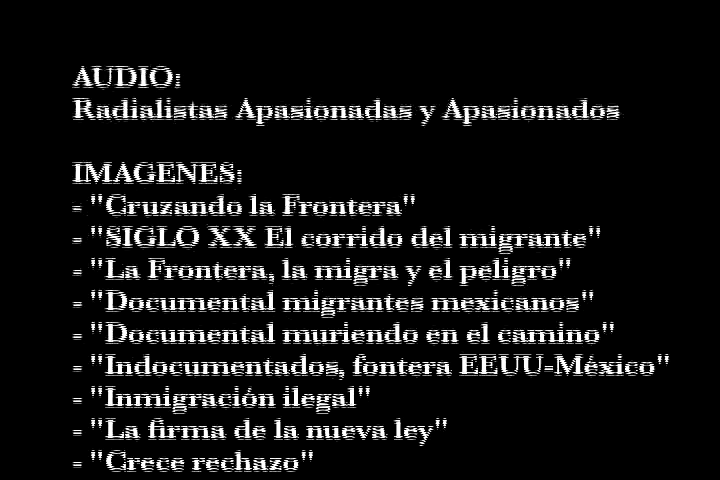 AUDIO:
Radialistas Apasionadas y Apasionados
IMAGENES:
- "Cruzando la Frontera"
- "SIGLO XX El corrido del migrante"
- "La Frontera, la migra y el peligro"
- "Documental migrantes mexicanos"
- "Documental muriendo en el camino"
- "Indocumentados, fontera EEUU-México"
- "Inmigración ilegal"
- "La firma de la nueva ley"
- "Crece rechazo"